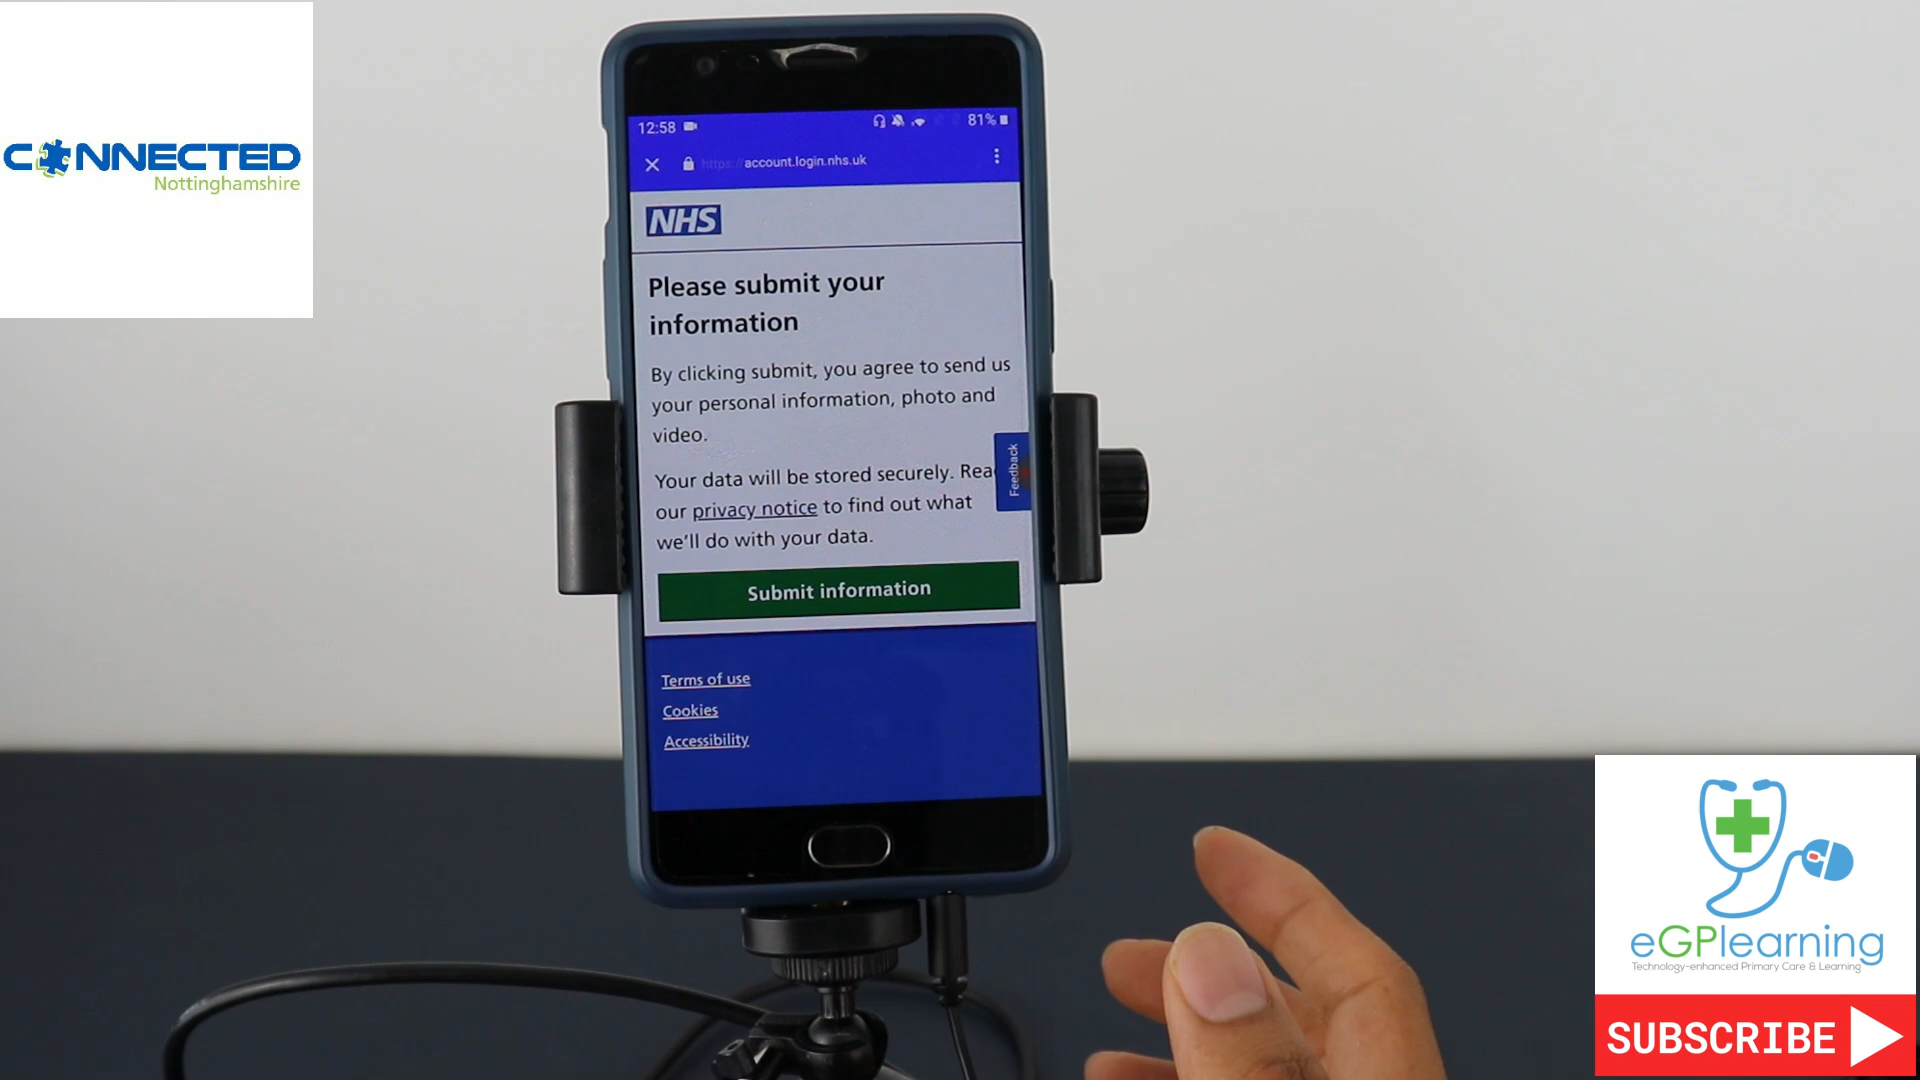 CONNECTED
Nottinghamshire
12:58
81%
https://account.login.nhs.uk
NHS
Please submit your
information
By clicking submit, you agree to send us
your personal information, photo and
video.
Your data will be stored securely.
our privacy notice to find out what
we'll do with your data.
Feedback
Submit information
Terms of use
Cookies
Accessibility
eGPlearning
Technology-enhanced Primary Care & Learning
SUBSCRIBE